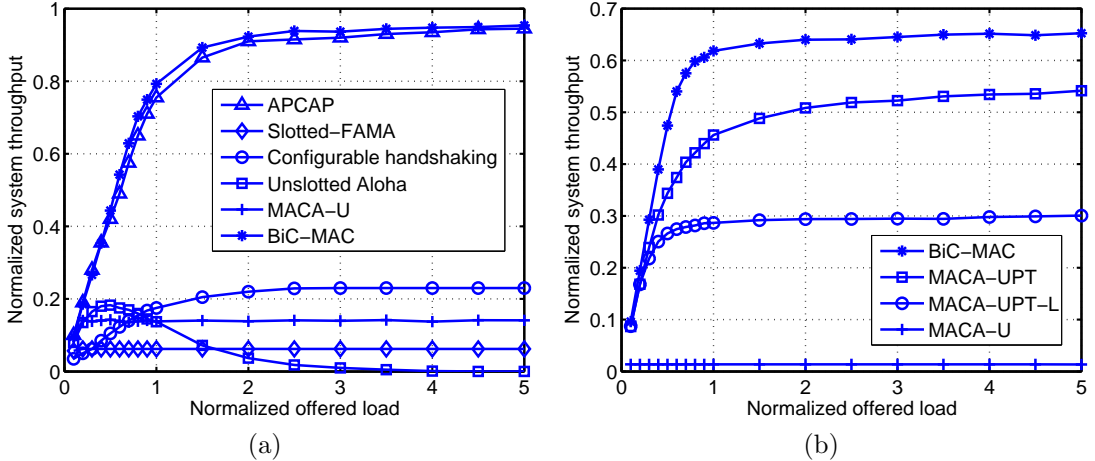 1
0.8
0.6
0.4
0.2
0
0 1 2 3 4 5
Normalized system throughput
Normalized offered load
APCAP
Slotted−FAMA
Configurable handshaking
Unslotted Aloha
MACA−U
BiC−MAC
(a)
0.7
0.6
0.5
0.4
0.3
0.2
0.1
0
0 1 2 3 4 5
Normalized system throughput
Normalized offered load
BiC−MAC
MACA−UPT
MACA−UPT−L
MACA−U
(b)